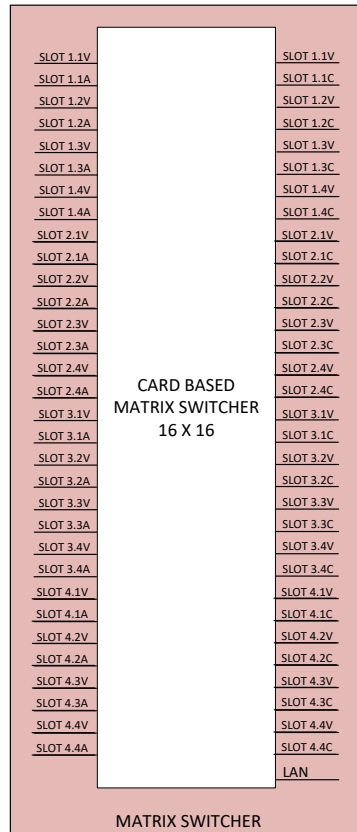 SLOT 1.1V
SLOT 1.1A
SLOT 1.2V
SLOT 1.2A
SLOT 1.3V
SLOT 1.3A
SLOT 1.4V
SLOT 1.4A
SLOT 2.1V
SLOT 2.1A
SLOT 2.2V
SLOT 2.2A
SLOT 2.3V
SLOT 2.3A
SLOT 2.4V
SLOT 2.4A
SLOT 3.1V
SLOT 3.1A
SLOT 3.2V
SLOT 3.2A
SLOT 3.3V
SLOT 3.3A
SLOT 3.4V
SLOT 3.4A
SLOT 4.1V
SLOT 4.1A
SLOT 4.2V
SLOT 4.2A
SLOT 4.3V
SLOT 4.3A
SLOT 4.4V
SLOT 4.4A
CARD BASED
MATRIX SWITCHER
16 X 16
SLOT 1.1V
SLOT 1.1C
SLOT 1.2V
SLOT 1.2C
SLOT 1.3V
SLOT 1.3C
SLOT 1.4V
SLOT 1.4C
SLOT 2.1V
SLOT 2.1C
SLOT 2.2V
SLOT 2.2C
SLOT 2.3V
SLOT 2.3C
SLOT 2.4V
SLOT 2.4C
SLOT 3.1V
SLOT 3.1C
SLOT 3.2V
SLOT 3.2C
SLOT 3.3V
SLOT 3.3C
SLOT 3.4V
SLOT 3.4C
SLOT 4.1V
SLOT 4.1C
SLOT 4.2V
SLOT 4.2C
SLOT 4.3V
SLOT 4.3C
SLOT 4.4V
SLOT 4.4C
LAN
MATRIX SWITCHER